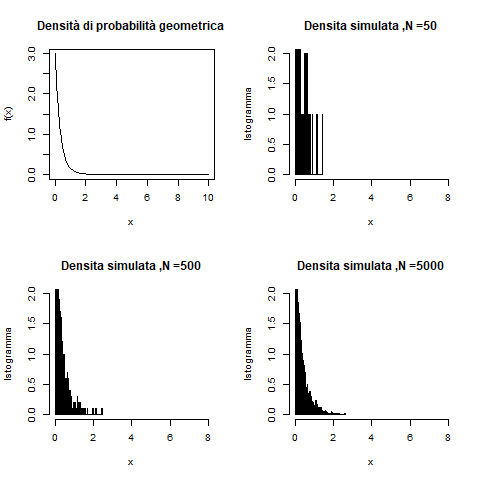 Densità di probabilità geometrica
f(x)
3.0
2.0
1.0
0.0
0 2 4 6 8 10
x
Densita simulata ,N =50
Istogramma
2.0
1.5
1.0
0.5
0.0
0 2 4 6 8
x
Densita simulata ,N =500
Istogramma
2.0
1.5
1.0
0.5
0.0
0 2 4 6 8
x
Densita simulata ,N =5000
Istogramma
2.0
1.5
1.0
0.5
0.0
0 2 4 6 8
x